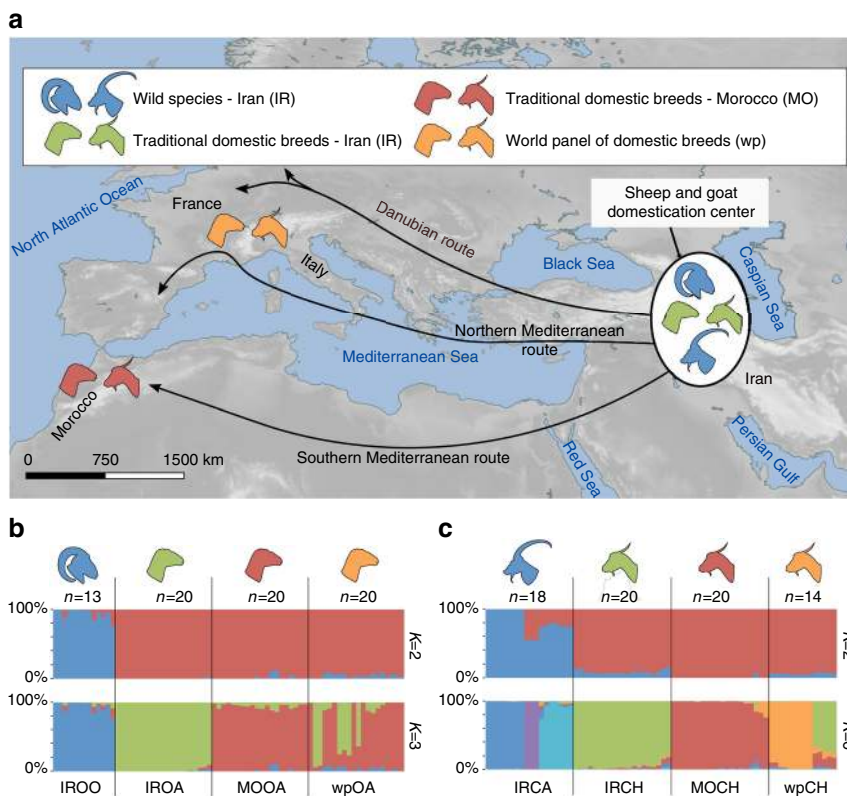 a
Wild species - Iran (IR)
Traditional domestic breeds - Morocco (MO)
Traditional domestic breeds - Iran (IR)
World panel of domestic breeds (wp)
North Atlantic Ocean
France
Danubian route
Sheep and goat
domestication center
Italy
Black Sea
Caspian Sea
Northern Mediterranean
route
Mediterranean Sea
Iran
Morocco
Persian Gulf
0 750 1500 km
Southern Mediterranean route
Red Sea
b
n=13 n=20 n=20 n=20
100%
0%
K=2
100%
0%
K=3
IROO IROA MOOA wpOA
c
n=18 n=20 n=20 n=14
100%
0%
100%
0%
IRCA IRCH MOCH wpCH